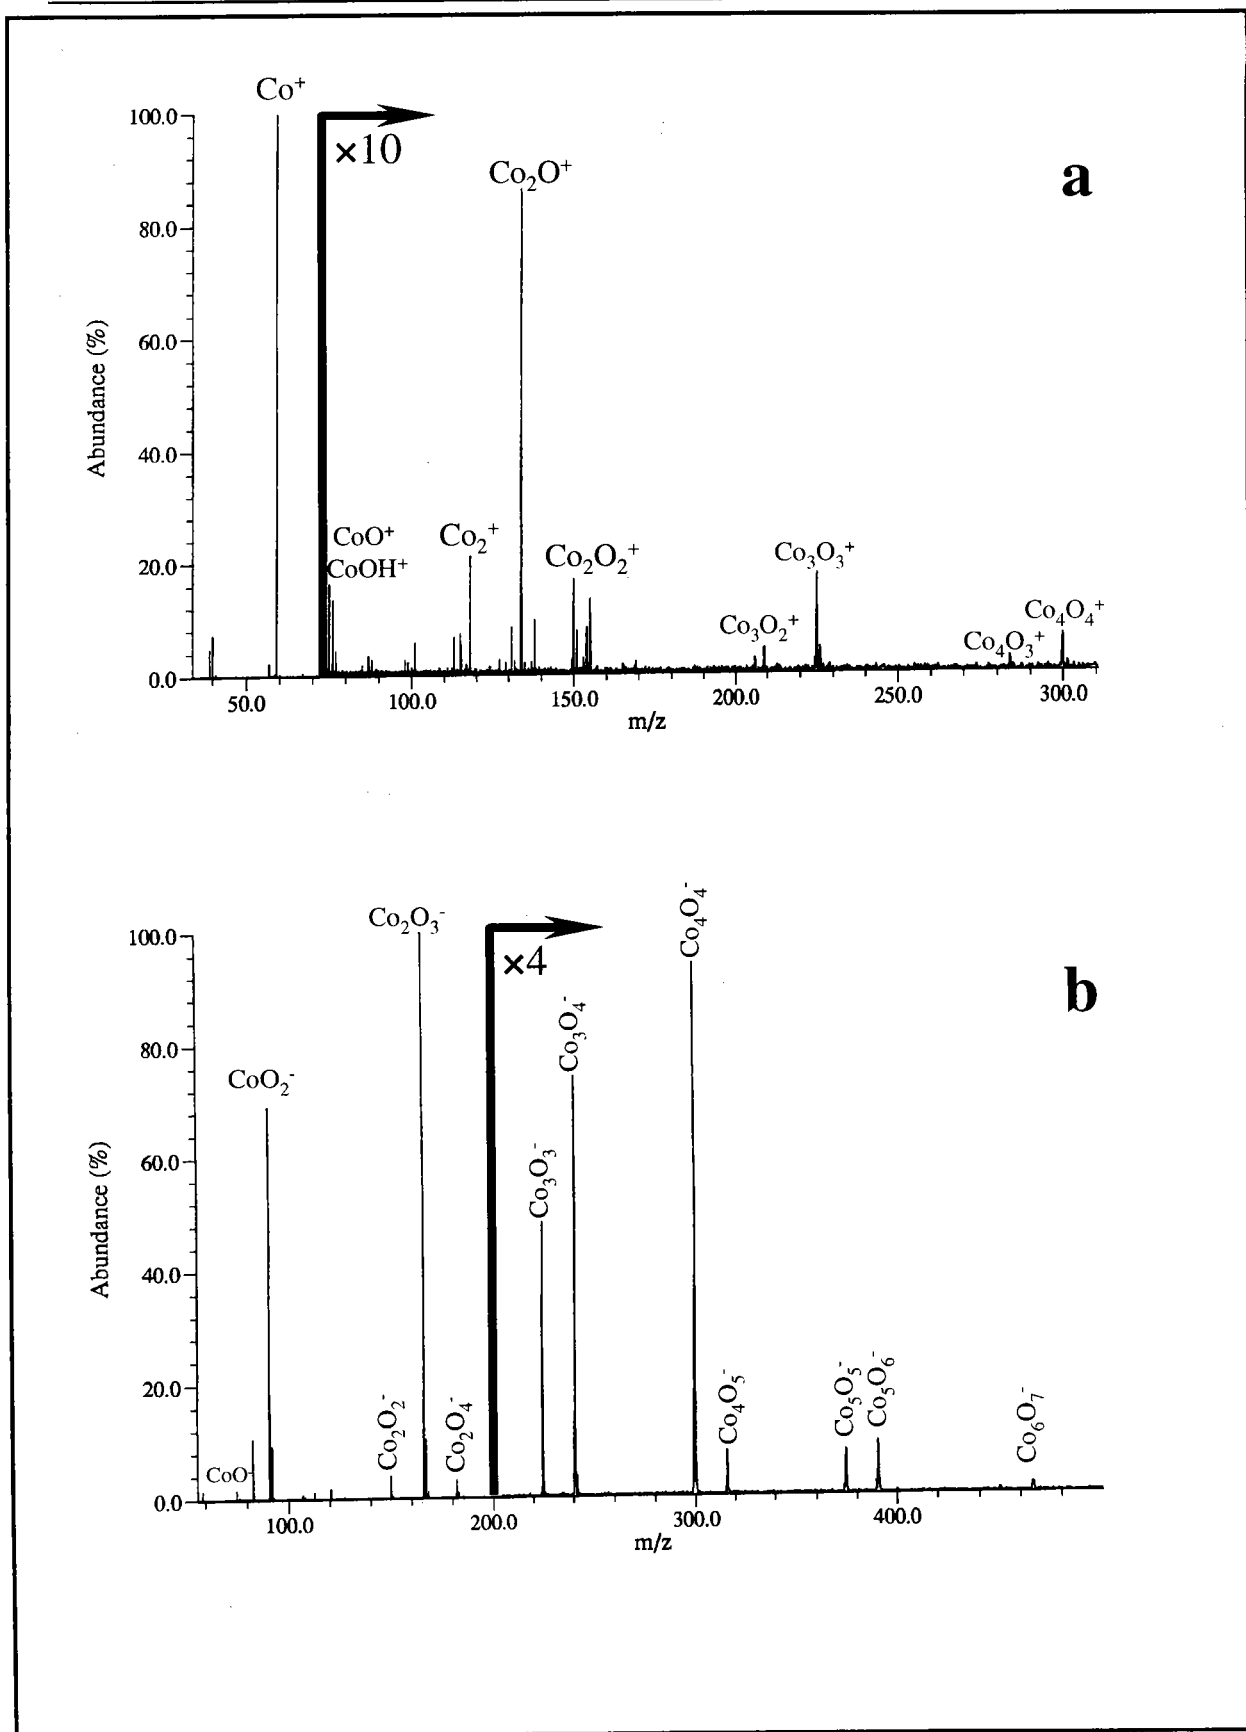 Co⁺
100.0
×10
Co₂O⁺
a
80.0
60.0
Abundance (%)
40.0
CoO⁺
CoOH⁺
Co₂⁺
Co₂O₂⁺
Co₃O₃⁺
20.0
Co₃O₂⁺
Co₄O₃⁺
Co₄O₄⁺
0.0
50.0 100.0 150.0 200.0 250.0 300.0
m/z
Co₂O₃⁻
100.0
×4
Co₄O₄⁻
b
Co₃O₄⁻
80.0
CoO₂⁻
60.0
Abundance (%)
Co₃O₃⁻
40.0
20.0
CoO⁻
Co₂O₂⁻
Co₂O₄⁻
Co₄O₅⁻
Co₅O₅⁻
Co₅O₆⁻
Co₆O₇⁻
0.0
100.0 200.0 300.0 400.0
m/z